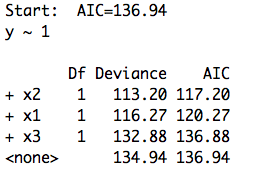 Start:  AIC=136.94
y ~ 1

       Df Deviance    AIC
+ x2    1   113.20 117.20
+ x1    1   116.27 120.27
+ x3    1   132.88 136.88
<none>      134.94 136.94